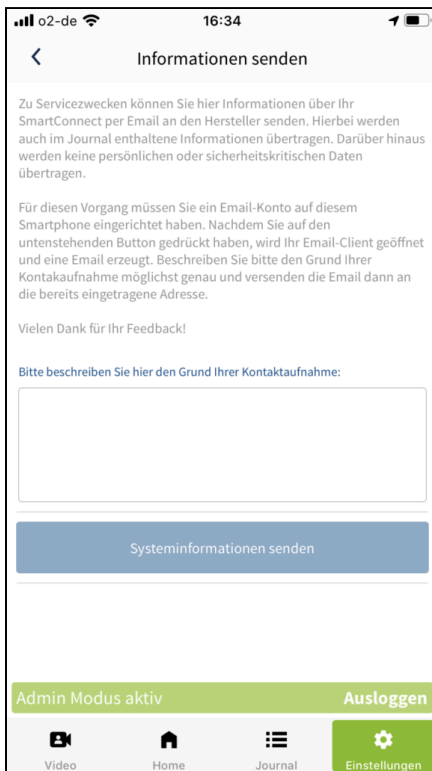 o2-de 16:34
Informationen senden
Zu Servicezwecken können Sie hier Informationen über Ihr
SmartConnect per Email an den Hersteller senden. Hierbei werden
auch im Journal enthaltene Informationen übertragen. Darüber hinaus
werden keine persönlichen oder sicherheitskritischen Daten
übertragen.
Für diesen Vorgang müssen Sie ein Email-Konto auf diesem
Smartphone eingerichtet haben. Nachdem Sie auf den
untenstehenden Button gedrückt haben, wird Ihr Email-Client geöffnet
und eine Email erzeugt. Beschreiben Sie bitte den Grund Ihrer
Kontakaufnahme möglichst genau und versenden die Email dann an
die bereits eingetragene Adresse.
Vielen Dank für Ihr Feedback!
Bitte beschreiben Sie hier den Grund Ihrer Kontaktaufnahme:
Systeminformationen senden
Admin Modus aktiv Ausloggen
Video Home Journal Einstellungen